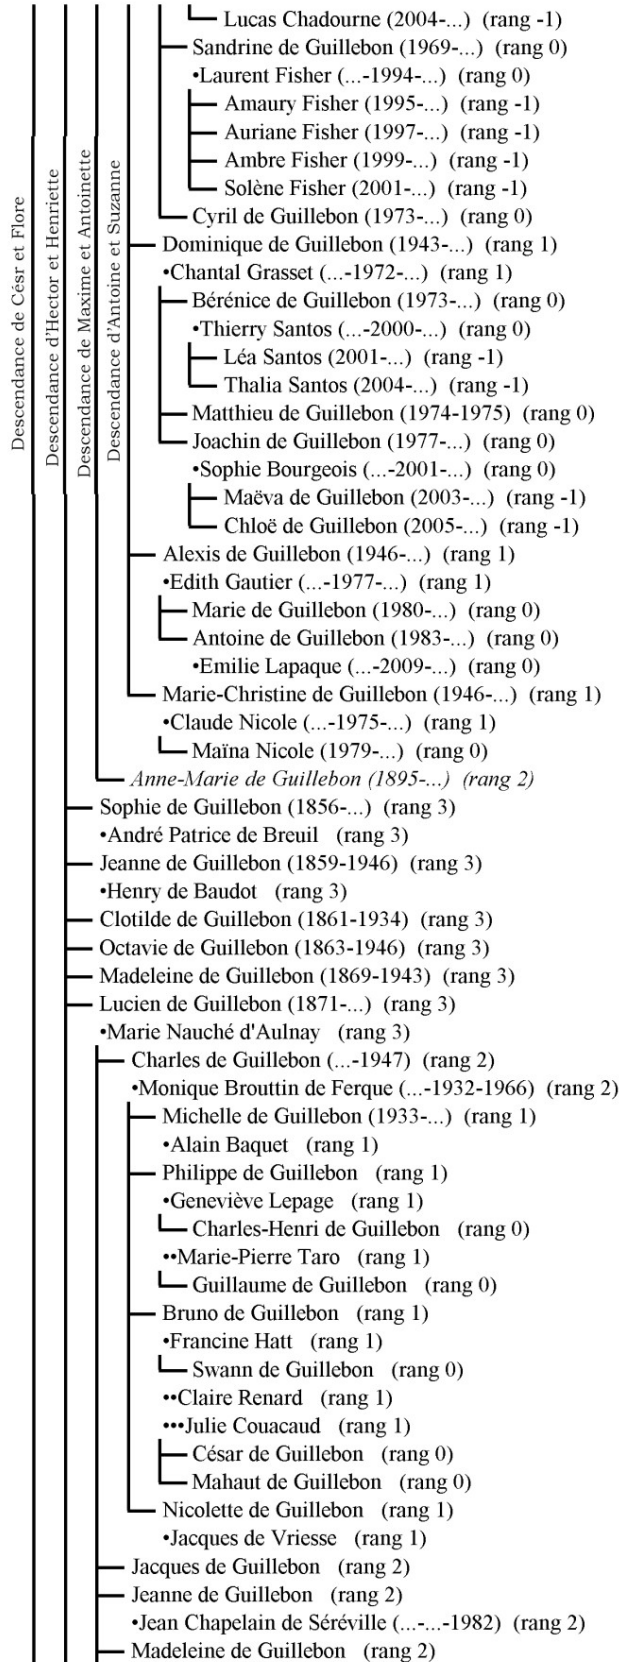 Descendance de Césr et Flore
Descendance d'Hector et Henriette
Descendance de Maxime et Antoinette
Descendance d'Antoine et Suzanne
Lucas Chadourne (2004-...) (rang -1)
Sandrine de Guillebon (1969-...) (rang 0)
•Laurent Fisher (...-1994-...) (rang 0)
Amaury Fisher (1995-...) (rang -1)
Auriane Fisher (1997-...) (rang -1)
Ambre Fisher (1999-...) (rang -1)
Solène Fisher (2001-...) (rang -1)
Cyril de Guillebon (1973-...) (rang 0)
Dominique de Guillebon (1943-...) (rang 1)
•Chantal Grasset (...-1972-...) (rang 1)
Bérénice de Guillebon (1973-...) (rang 0)
•Thierry Santos (...-2000-...) (rang 0)
Léa Santos (2001-...) (rang -1)
Thalia Santos (2004-...) (rang -1)
Matthieu de Guillebon (1974-1975) (rang 0)
Joachin de Guillebon (1977-...) (rang 0)
•Sophie Bourgeois (...-2001-...) (rang 0)
Maëva de Guillebon (2003-...) (rang -1)
Chloë de Guillebon (2005-...) (rang -1)
Alexis de Guillebon (1946-...) (rang 1)
•Edith Gautier (...-1977-...) (rang 1)
Marie de Guillebon (1980-...) (rang 0)
Antoine de Guillebon (1983-...) (rang 0)
•Emilie Lapaque (...-2009-...) (rang 0)
Marie-Christine de Guillebon (1946-...) (rang 1)
•Claude Nicole (...-1975-...) (rang 1)
Maïna Nicole (1979-...) (rang 0)
Anne-Marie de Guillebon (1895-...) (rang 2)
Sophie de Guillebon (1856-...) (rang 3)
•André Patrice de Breuil (rang 3)
Jeanne de Guillebon (1859-1946) (rang 3)
•Henry de Baudot (rang 3)
Clotilde de Guillebon (1861-1934) (rang 3)
Octavie de Guillebon (1863-1946) (rang 3)
Madeleine de Guillebon (1869-1943) (rang 3)
Lucien de Guillebon (1871-...) (rang 3)
•Marie Nauché d'Aulnay (rang 3)
Charles de Guillebon (...-1947) (rang 2)
•Monique Brouttin de Ferque (...-1932-1966) (rang 2)
Michelle de Guillebon (1933-...) (rang 1)
•Alain Baquet (rang 1)
Philippe de Guillebon (rang 1)
•Geneviève Lepage (rang 1)
Charles-Henri de Guillebon (rang 0)
••Marie-Pierre Taro (rang 1)
Guillaume de Guillebon (rang 0)
Bruno de Guillebon (rang 1)
•Francine Hatt (rang 1)
Swann de Guillebon (rang 0)
••Claire Renard (rang 1)
•••Julie Couacaud (rang 1)
César de Guillebon (rang 0)
Mahaut de Guillebon (rang 0)
Nicolette de Guillebon (rang 1)
•Jacques de Vriesse (rang 1)
Jacques de Guillebon (rang 2)
Jeanne de Guillebon (rang 2)
•Jean Chapelain de Séréville (...-...-1982) (rang 2)
Madeleine de Guillebon (rang 2)